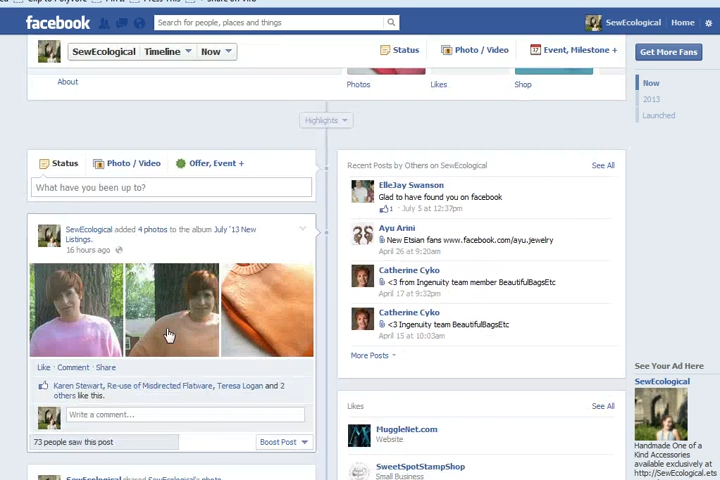 facebook
Search for people, places and things
SewEcological
Home
SewEcological
Timeline
Now
Status
Photo / Video
Event, Milestone +
Get More Fans
About
Photos
Likes
Shop
Now
2013
Launched
Highlights
Status
Photo / Video
Offer, Event +
What have you been up to?
SewEcological added 4 photos to the album July '13 New
Listings.
16 hours ago
Like · Comment · Share
Karen Stewart, Re-use of Misdirected Flatware, Teresa Logan and 2
others like this.
Write a comment...
73 people saw this post
Boost Post
SewEcological shared SewEcological's photo.
Recent Posts by Others on SewEcological
See All
ElleJay Swanson
Glad to have found you on facebook
1 · July 5 at 12:37pm
Ayu Arini
New Etsian fans www.facebook.com/ayu.jewelry
April 26 at 9:20am
Catherine Cyko
<3 from Ingenuity team member BeautifulBagsEtc
April 17 at 9:32pm
Catherine Cyko
<3 Ingenuity team BeautifulBagsEtc
April 15 at 10:03am
More Posts
Likes
See All
MuggleNet.com
Website
SweetSpotStampShop
Small Business
See Your Ad Here
SewEcological
Handmade One of a
Kind Accessories
available exclusively at
http://SewEcological.ets